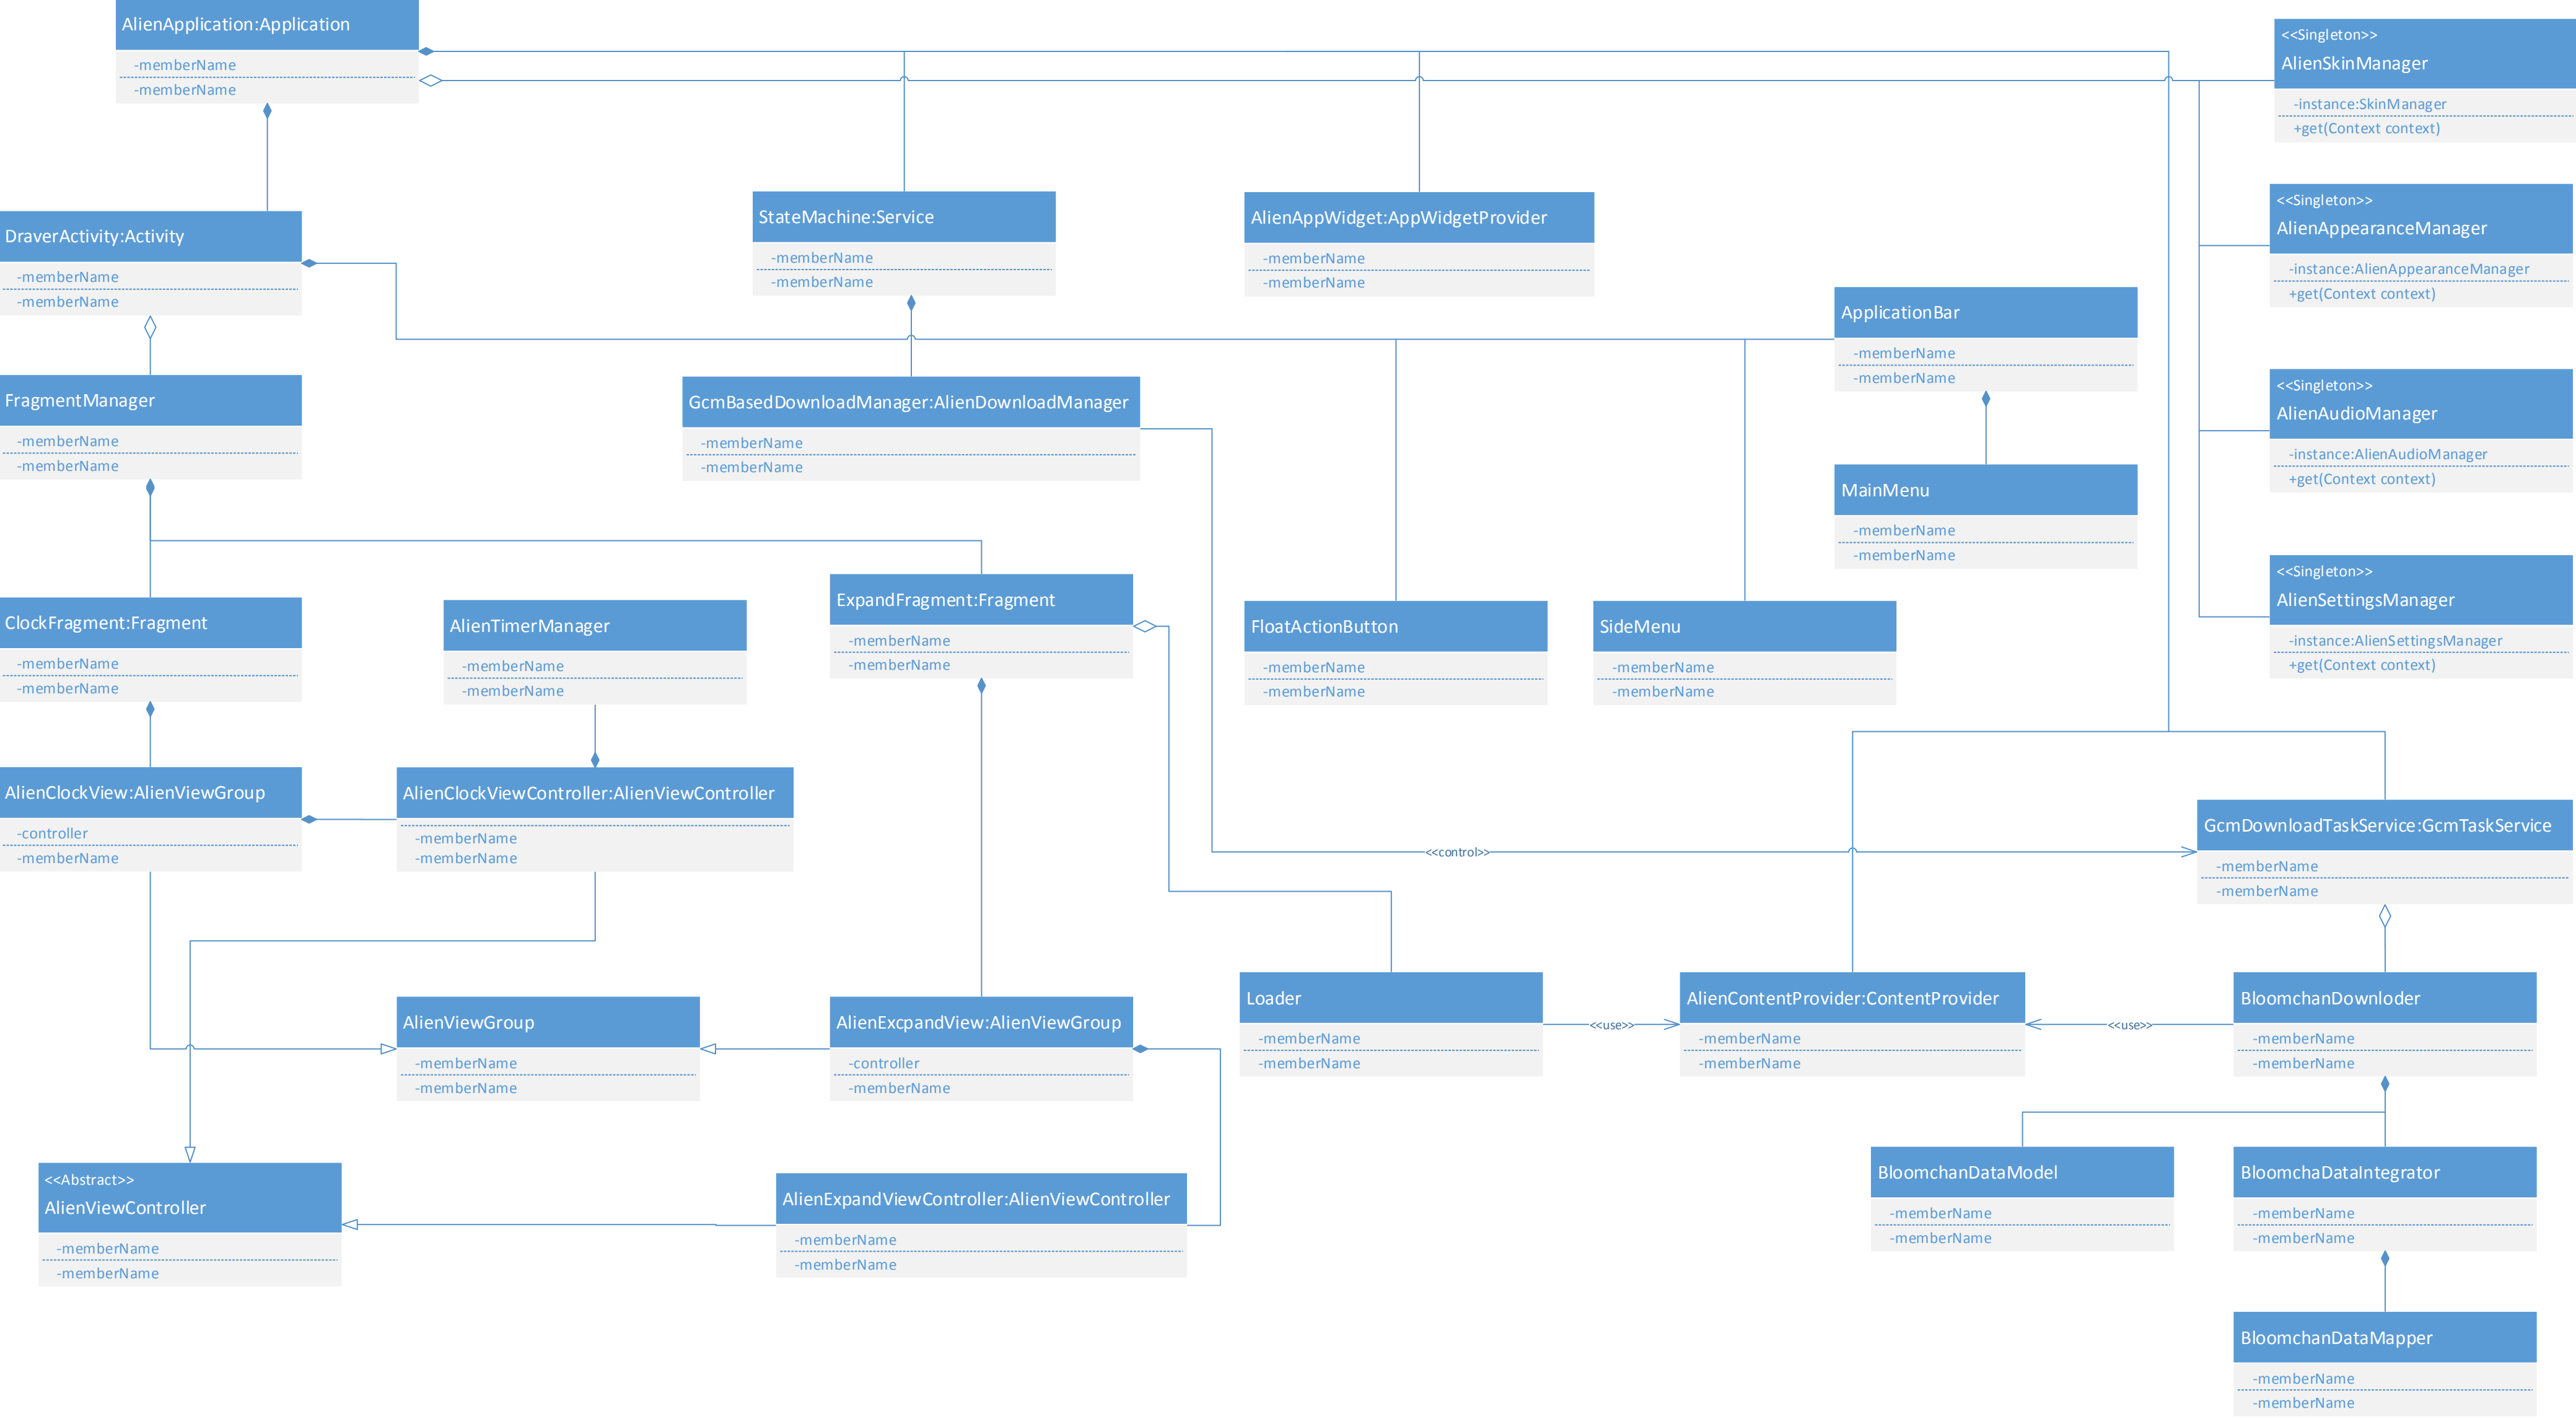 AlienApplication:Application
-memberName
-memberName
<<Singleton>>
AlienSkinManager
-instance:SkinManager
+get(Context context)
DraverActivity:Activity
-memberName
-memberName
StateMachine:Service
-memberName
-memberName
AlienAppWidget:AppWidgetProvider
-memberName
-memberName
<<Singleton>>
AlienAppearanceManager
-instance:AlienAppearanceManager
+get(Context context)
ApplicationBar
-memberName
-memberName
FragmentManager
-memberName
-memberName
GcmBasedDownloadManager:AlienDownloadManager
-memberName
-memberName
<<Singleton>>
AlienAudioManager
-instance:AlienAudioManager
+get(Context context)
MainMenu
-memberName
-memberName
ClockFragment:Fragment
-memberName
-memberName
AlienTimerManager
-memberName
-memberName
ExpandFragment:Fragment
-memberName
-memberName
FloatActionButton
-memberName
-memberName
SideMenu
-memberName
-memberName
<<Singleton>>
AlienSettingsManager
-instance:AlienSettingsManager
+get(Context context)
AlienClockView:AlienViewGroup
-controller
-memberName
AlienClockViewController:AlienViewController
-memberName
-memberName
<<control>>
GcmDownloadTaskService:GcmTaskService
-memberName
-memberName
AlienViewGroup
-memberName
-memberName
AlienExcpandView:AlienViewGroup
-controller
-memberName
Loader
-memberName
-memberName
<<use>>
AlienContentProvider:ContentProvider
-memberName
-memberName
<<use>>
BloomchanDownloder
-memberName
-memberName
<<Abstract>>
AlienViewController
-memberName
-memberName
AlienExpandViewController:AlienViewController
-memberName
-memberName
BloomchanDataModel
-memberName
-memberName
BloomchaDataIntegrator
-memberName
-memberName
BloomchanDataMapper
-memberName
-memberName